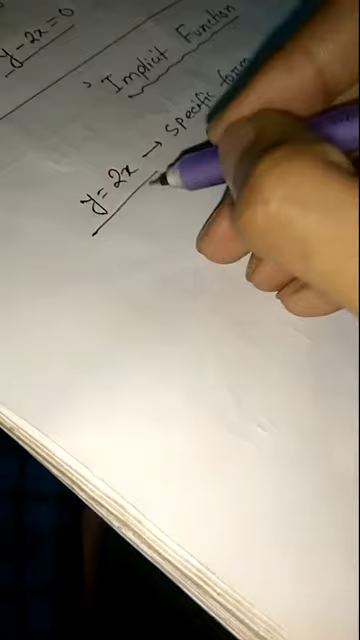 y-2x=0
> Implicit Function
y=2x → specific form